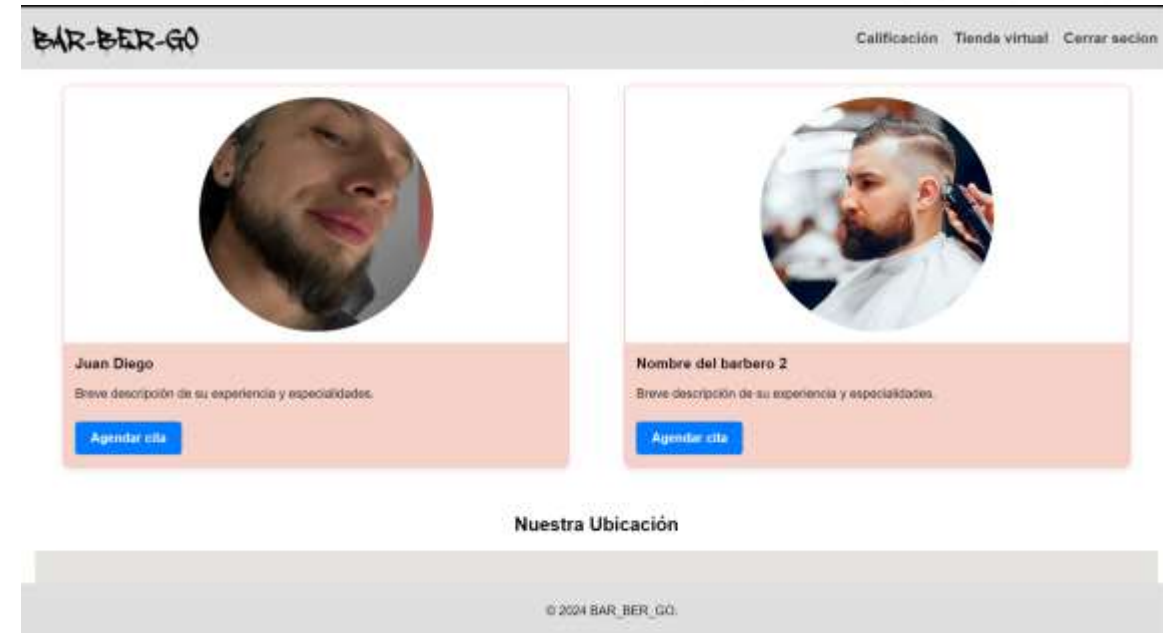 BAR-BER-GO
Calificación Tienda virtual Cerrar secion
Juan Diego
Breve descripción de su experiencia y especialidades.
Agendar cita
Nombre del barbero 2
Breve descripción de su experiencia y especialidades.
Agendar cita
Nuestra Ubicación
© 2024 BAR_BER_GO.